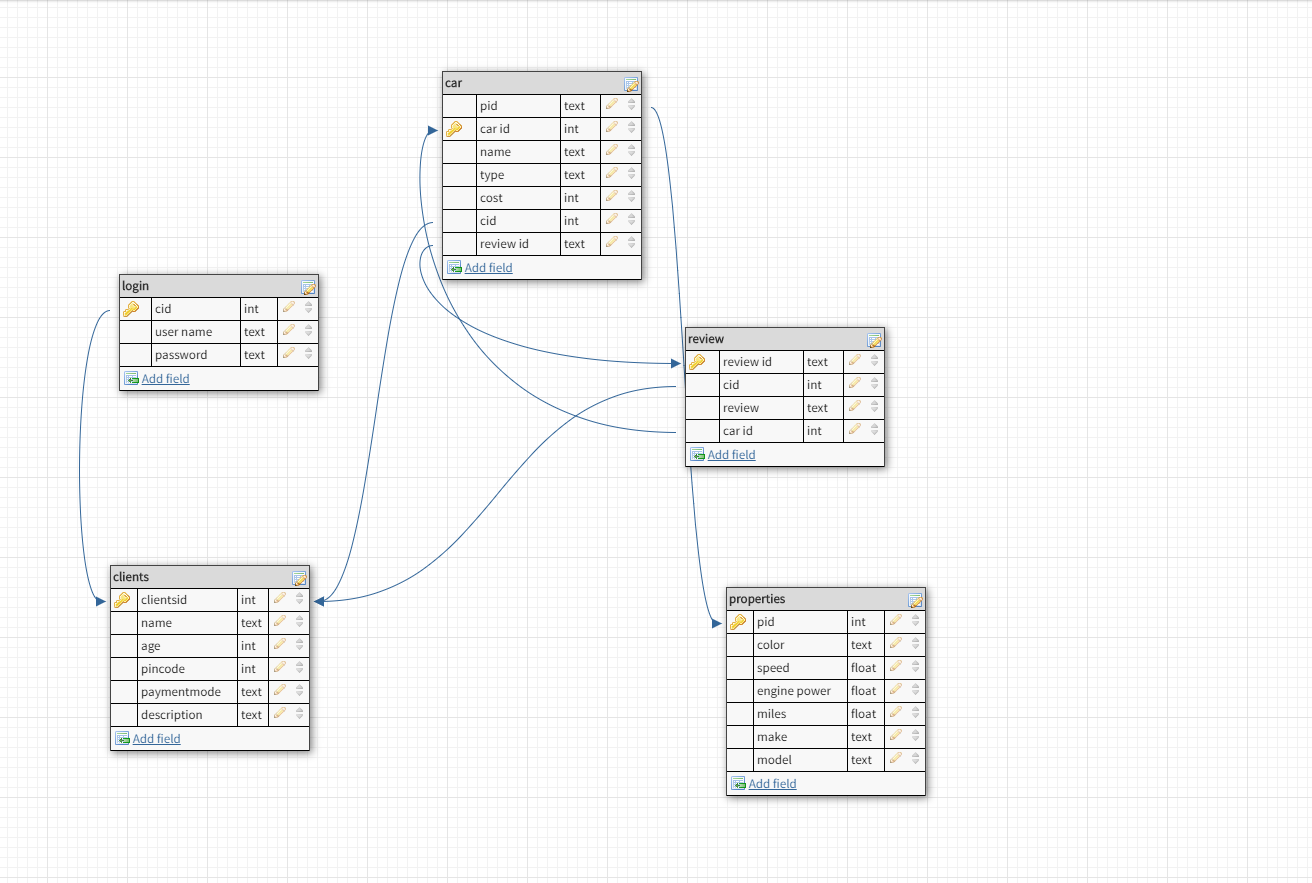 car
pid text
car id int
name text
type text
cost int
cid int
review id text
Add field
login
cid int
user name text
password text
Add field
review
review id text
cid int
review text
car id int
Add field
clients
clientsid int
name text
age int
pincode int
paymentmode text
description text
Add field
properties
pid int
color text
speed float
engine power float
miles float
make text
model text
Add field